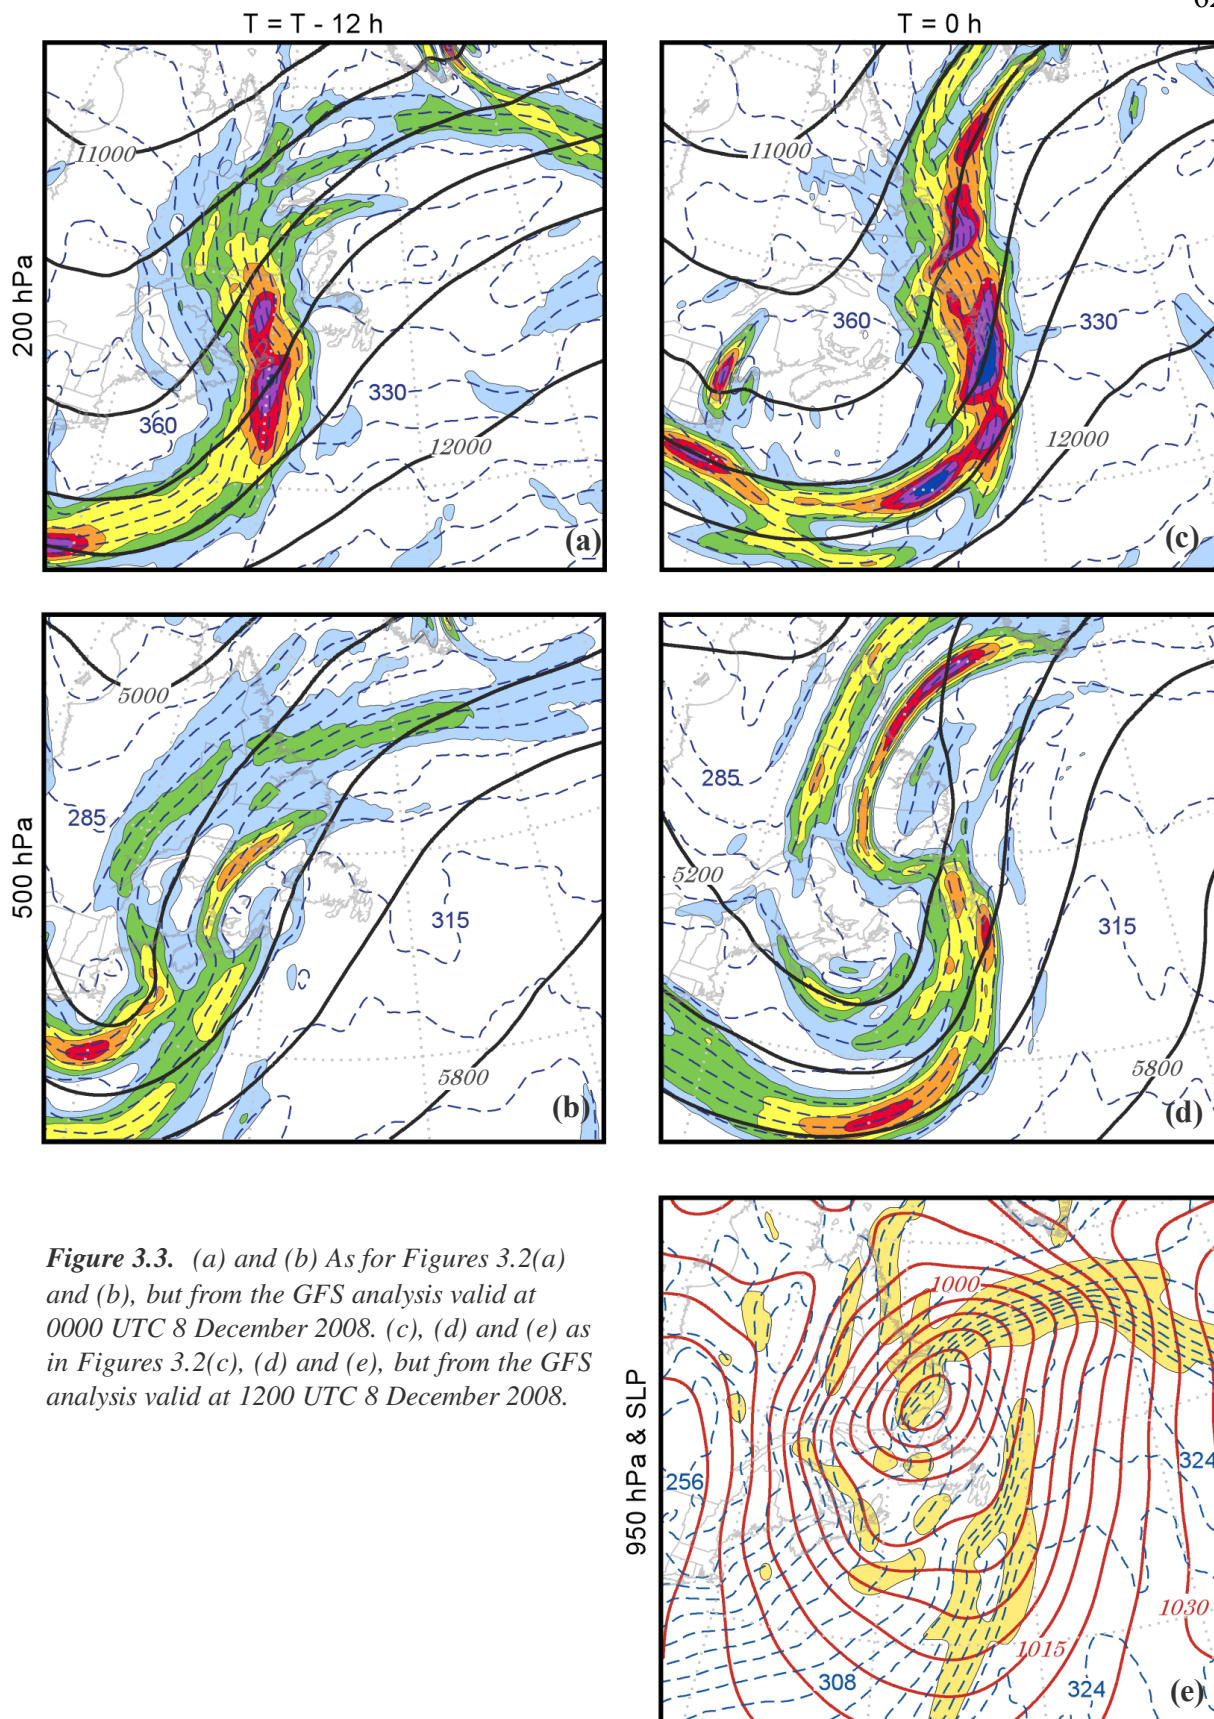 T = T - 12 h
T = 0 h
200 hPa
11000
360
330
12000
(a)
11000
360
330
12000
(c)
500 hPa
5000
285
315
5800
(b)
285
5200
315
5800
(d)
Figure 3.3. (a) and (b) As for Figures 3.2(a)
and (b), but from the GFS analysis valid at
0000 UTC 8 December 2008. (c), (d) and (e) as
in Figures 3.2(c), (d) and (e), but from the GFS
analysis valid at 1200 UTC 8 December 2008.
950 hPa & SLP
1000
256
324
1030
1015
308
324
(e)